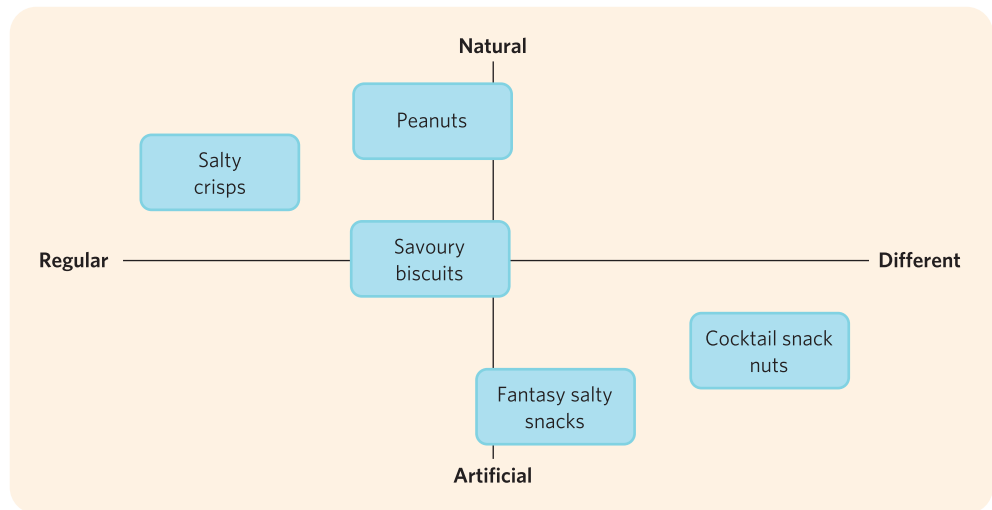 Natural
Peanuts
Salty
crisps
Regular
Savoury
biscuits
Different
Cocktail snack
nuts
Fantasy salty
snacks
Artificial